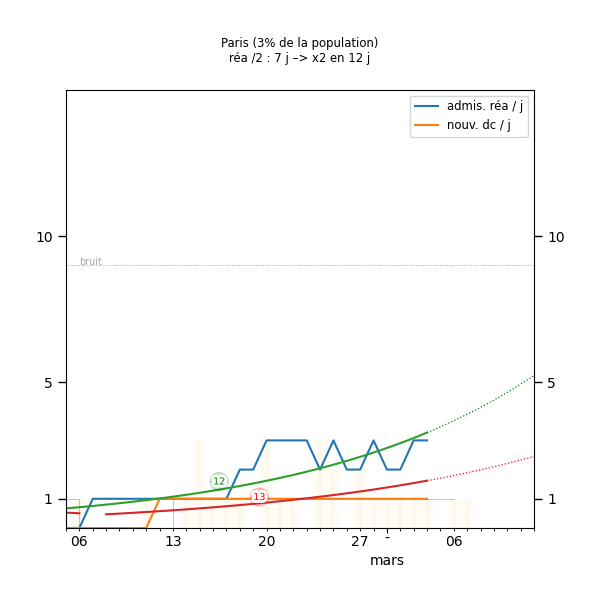 Paris (3% de la population)
réa /2 : 7 j –> x2 en 12 j
admis. réa / j
nouv. dc / j
10
10
bruit
5
5
12
13
1
1
06
13
20
27
06
mars